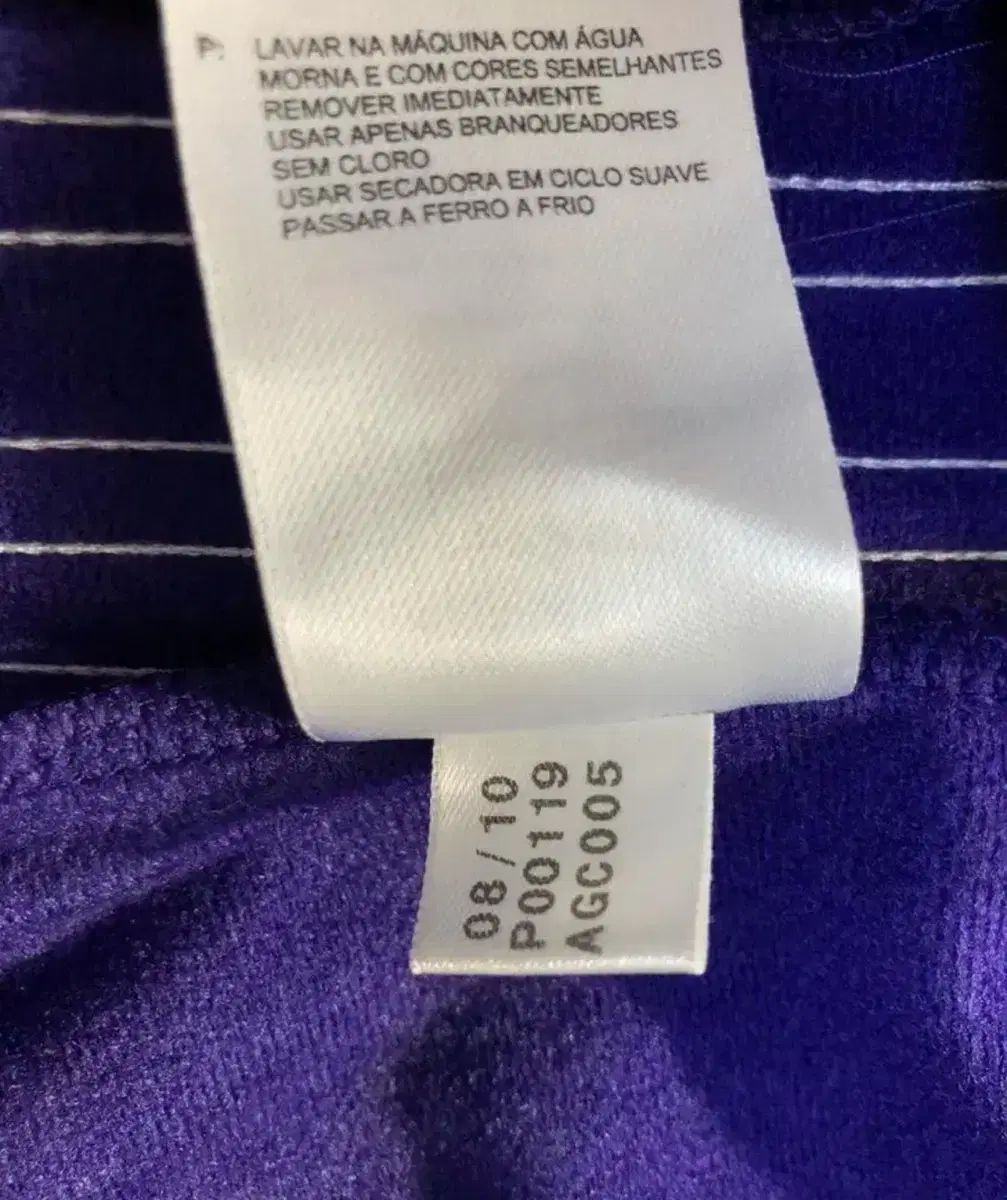 P: LAVAR NA MÁQUINA COM ÁGUA
MORNA E COM CORES SEMELHANTES
REMOVER IMEDIATAMENTE
USAR APENAS BRANQUEADORES
SEM CLORO
USAR SECADORA EM CICLO SUAVE
PASSAR A FERRO A FRIO
08/10
P00119
AGC005